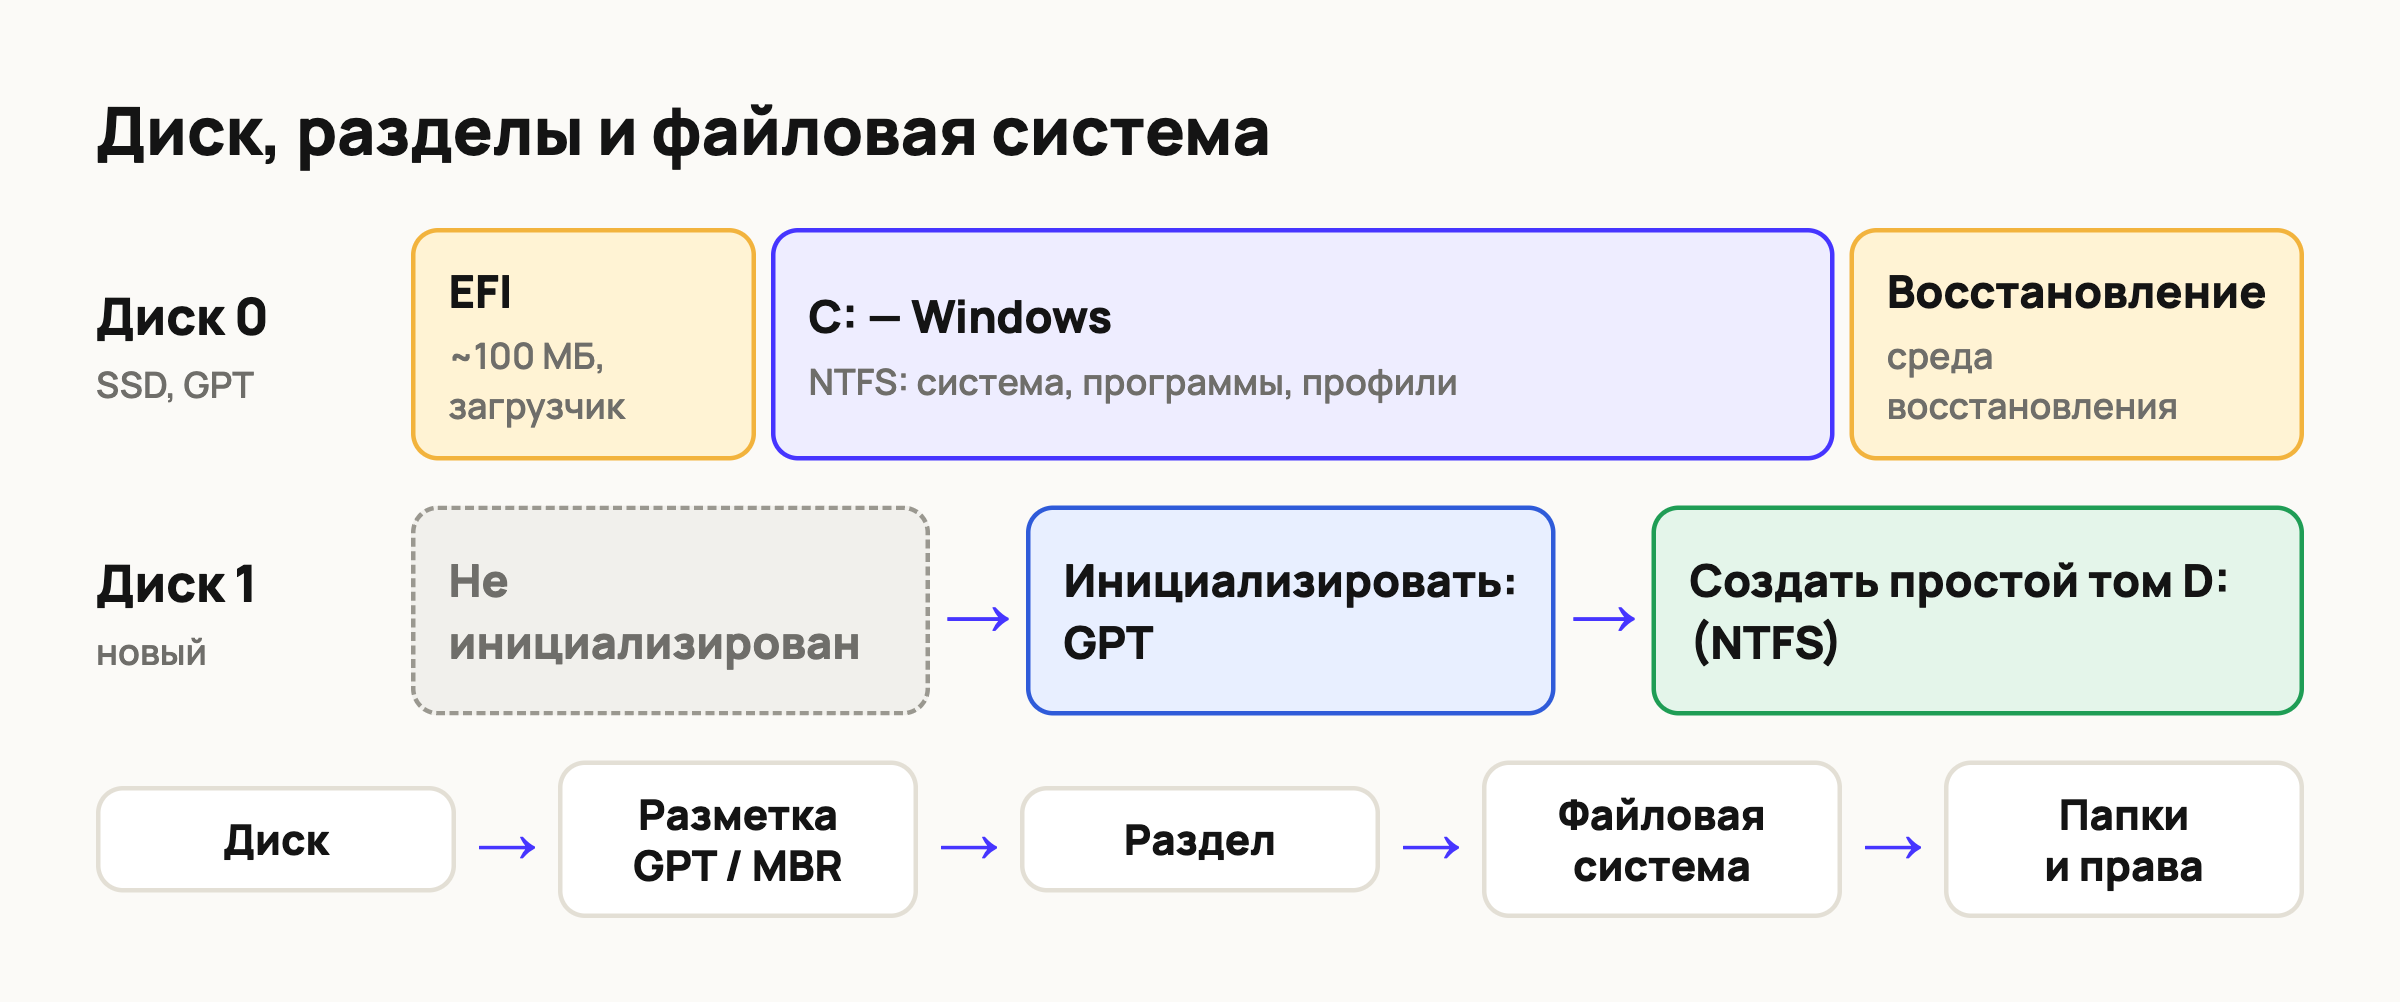 Диск, разделы и файловая система
Диск 0
SSD, GPT
EFI
~100 МБ,
загрузчик
C: — Windows
NTFS: система, программы, профили
Восстановление
среда
восстановления
Диск 1
новый
Не
инициализирован
→
Инициализировать:
GPT
→
Создать простой том D:
(NTFS)
Диск
→
Разметка
GPT / MBR
→
Раздел
→
Файловая
система
→
Папки
и права